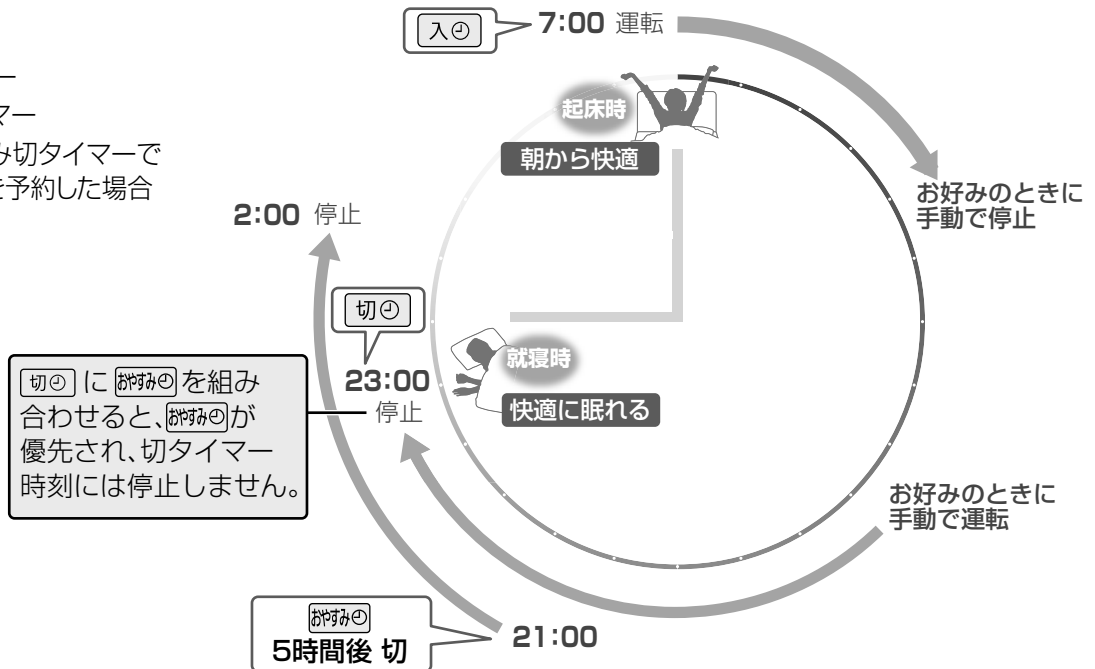 入
7:00 運転
ー
マー
み切タイマーで
を予約した場合
起床時
朝から快適
お好みのときに
手動で停止
2:00 停止
切
23:00
停止
就寝時
快適に眠れる
切 に おやすみ を組み
合わせると、おやすみ が
優先され、切タイマー
時刻には停止しません。
お好みのときに
手動で運転
おやすみ
5時間後 切
21:00